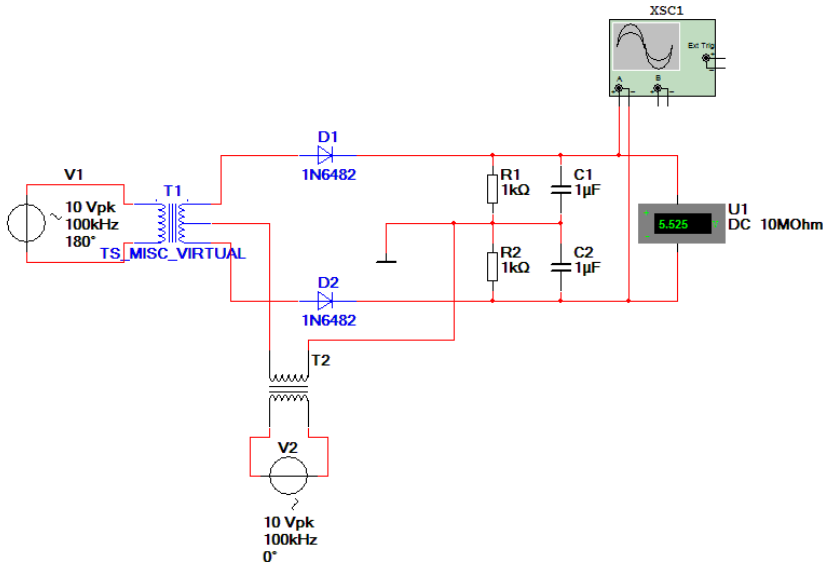 XSC1
Ext Trig
+
-
A
B
+ - + -
D1
1N6482
V1
10 Vpk
100kHz
180°
T1
TS_MISC_VIRTUAL
R1
1kΩ
C1
1µF
+
-
5.525
V
U1
DC 10MOhm
R2
1kΩ
C2
1µF
D2
1N6482
T2
V2
10 Vpk
100kHz
0°